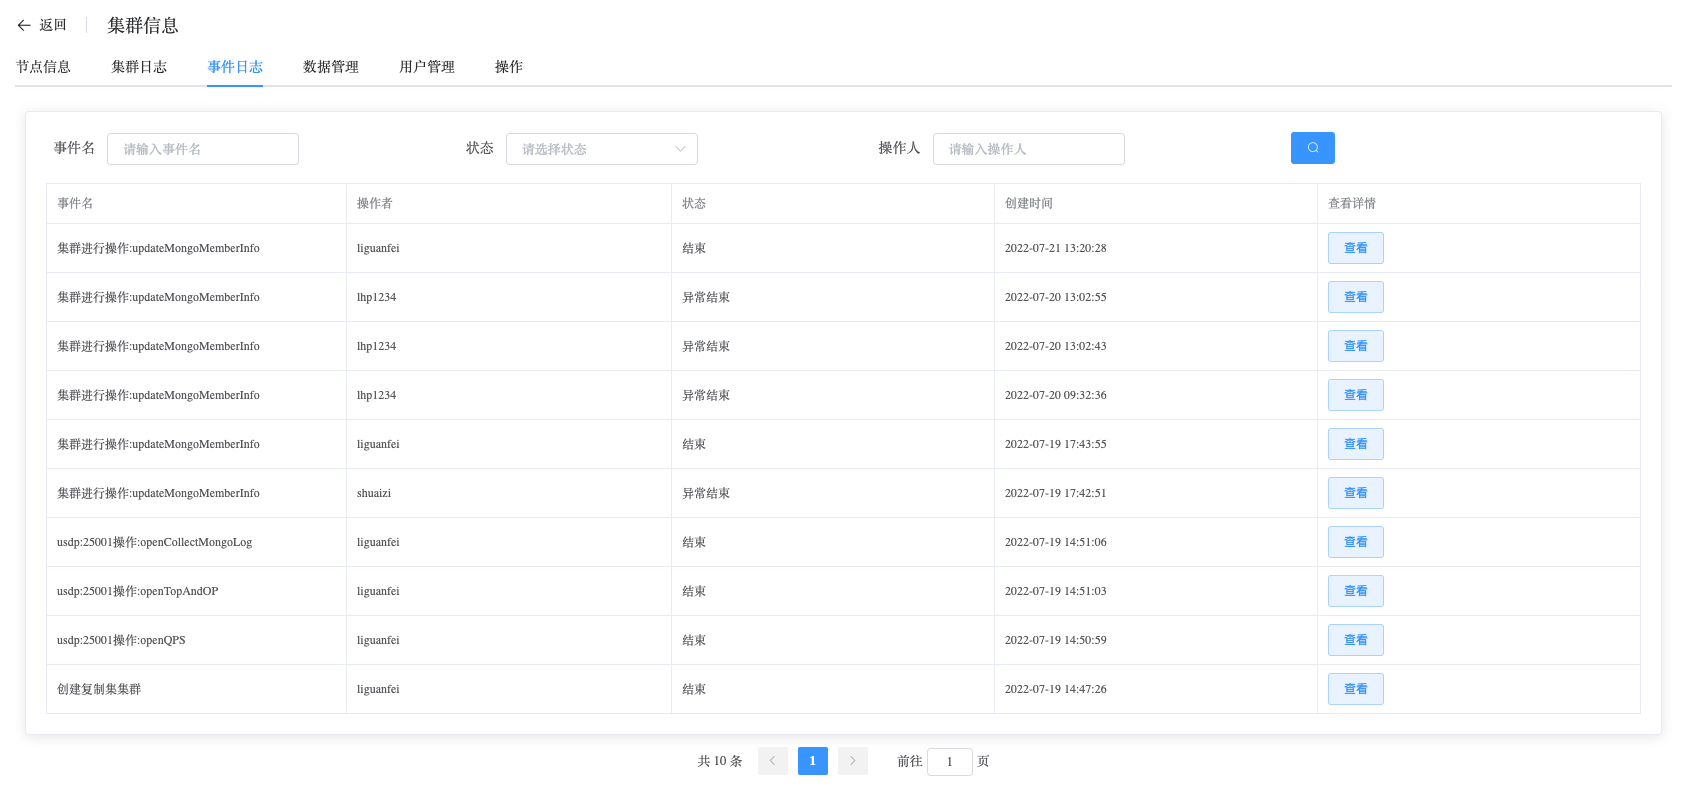 返回 集群信息
节点信息 集群日志 事件日志 数据管理 用户管理 操作
事件名 请输入事件名 状态 请选择状态 操作人 请输入操作人
事件名 操作者 状态 创建时间 查看详情
集群进行操作:updateMongoMemberInfo liguanfei 结束 2022-07-21 13:20:28 查看
集群进行操作:updateMongoMemberInfo lhp1234 异常结束 2022-07-20 13:02:55 查看
集群进行操作:updateMongoMemberInfo lhp1234 异常结束 2022-07-20 13:02:43 查看
集群进行操作:updateMongoMemberInfo lhp1234 异常结束 2022-07-20 09:32:36 查看
集群进行操作:updateMongoMemberInfo liguanfei 结束 2022-07-19 17:43:55 查看
集群进行操作:updateMongoMemberInfo shuaizi 异常结束 2022-07-19 17:42:51 查看
usdp:25001操作:openCollectMongoLog liguanfei 结束 2022-07-19 14:51:06 查看
usdp:25001操作:openTopAndOP liguanfei 结束 2022-07-19 14:51:03 查看
usdp:25001操作:openQPS liguanfei 结束 2022-07-19 14:50:59 查看
创建复制集集群 liguanfei 结束 2022-07-19 14:47:26 查看
共 10 条 1 前往 1 页